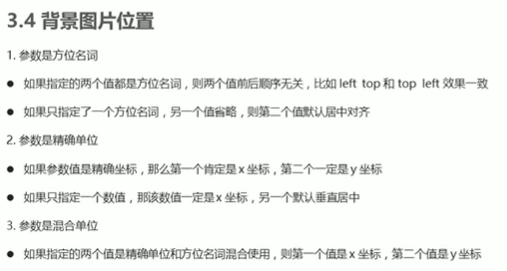 3.4 背景图片位置
1. 参数是方位名词
● 如果指定的两个值都是方位名词，则两个值前后顺序无关，比如 left top 和 top left 效果一致
● 如果只指定了一个方位名词，另一个值省略，则第二个值默认居中对齐
2. 参数是精确单位
● 如果参数值是精确坐标，那么第一个肯定是 x 坐标，第二个一定是 y 坐标
● 如果只指定一个数值，那该数值一定是 x 坐标，另一个默认垂直居中
3. 参数是混合单位
● 如果指定的两个值是精确单位和方位名词混合使用，则第一个值是 x 坐标，第二个值是 y 坐标